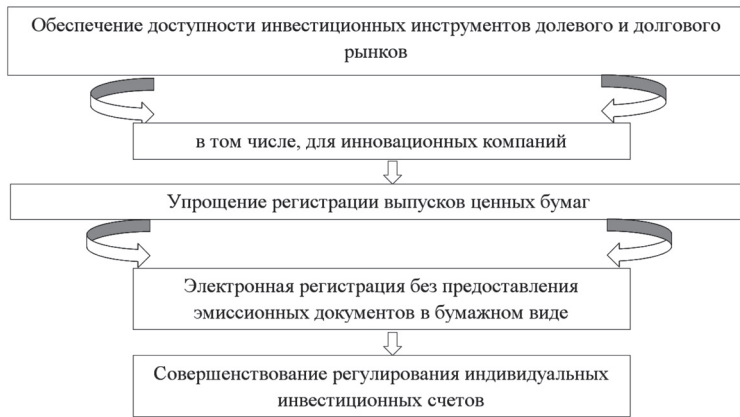 Обеспечение доступности инвестиционных инструментов долевого и долгового
рынков
в том числе, для инновационных компаний
Упрощение регистрации выпусков ценных бумаг
Электронная регистрация без предоставления
эмиссионных документов в бумажном виде
Совершенствование регулирования индивидуальных
инвестиционных счетов